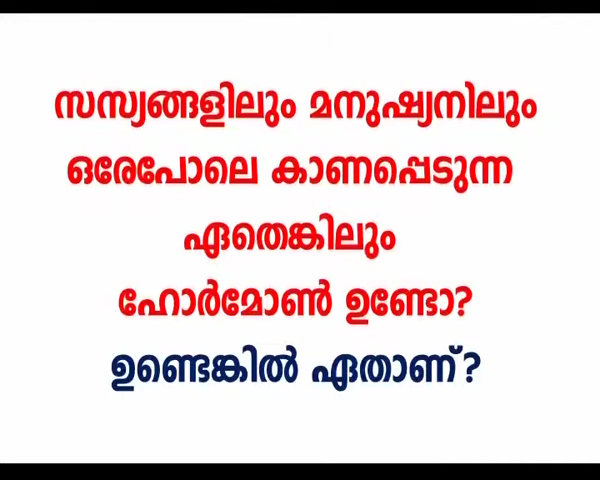 സസ്യങ്ങളിലും മനുഷ്യനിലും
ഒരേപോലെ കാണപ്പെടുന്ന
ഏതെങ്കിലും
ഹോർമോൺ ഉണ്ടോ?
ഉണ്ടെങ്കിൽ ഏതാണ്?